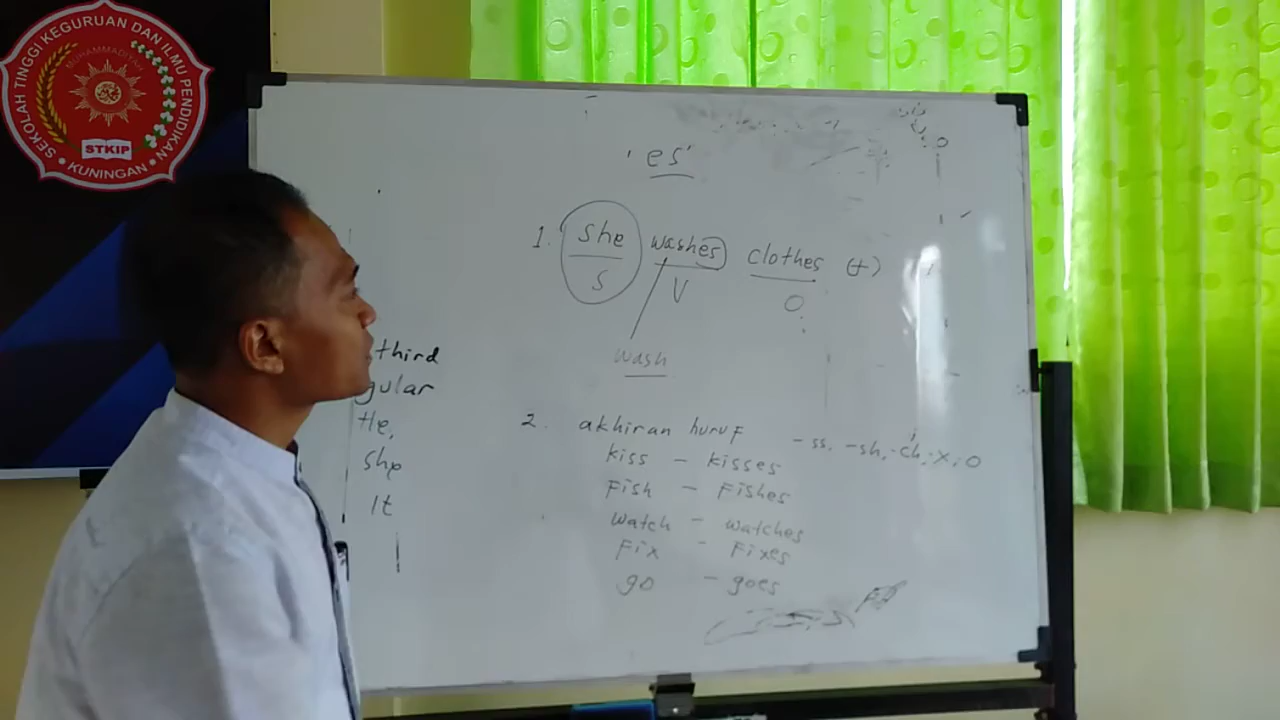 SEKOLAH TINGGI KEGURUAN DAN ILMU PENDIDIKAN
MUHAMMADIYAH
STKIP
KUNINGAN
'es'
1. She washes clothes (+)
S V O
wash
third
gular
He,
She
It
2. akhiran huruf -ss, -sh, -ch, -x, -o
kiss - kisses
Fish - Fishes
watch - watches
Fix - Fixes
go - goes